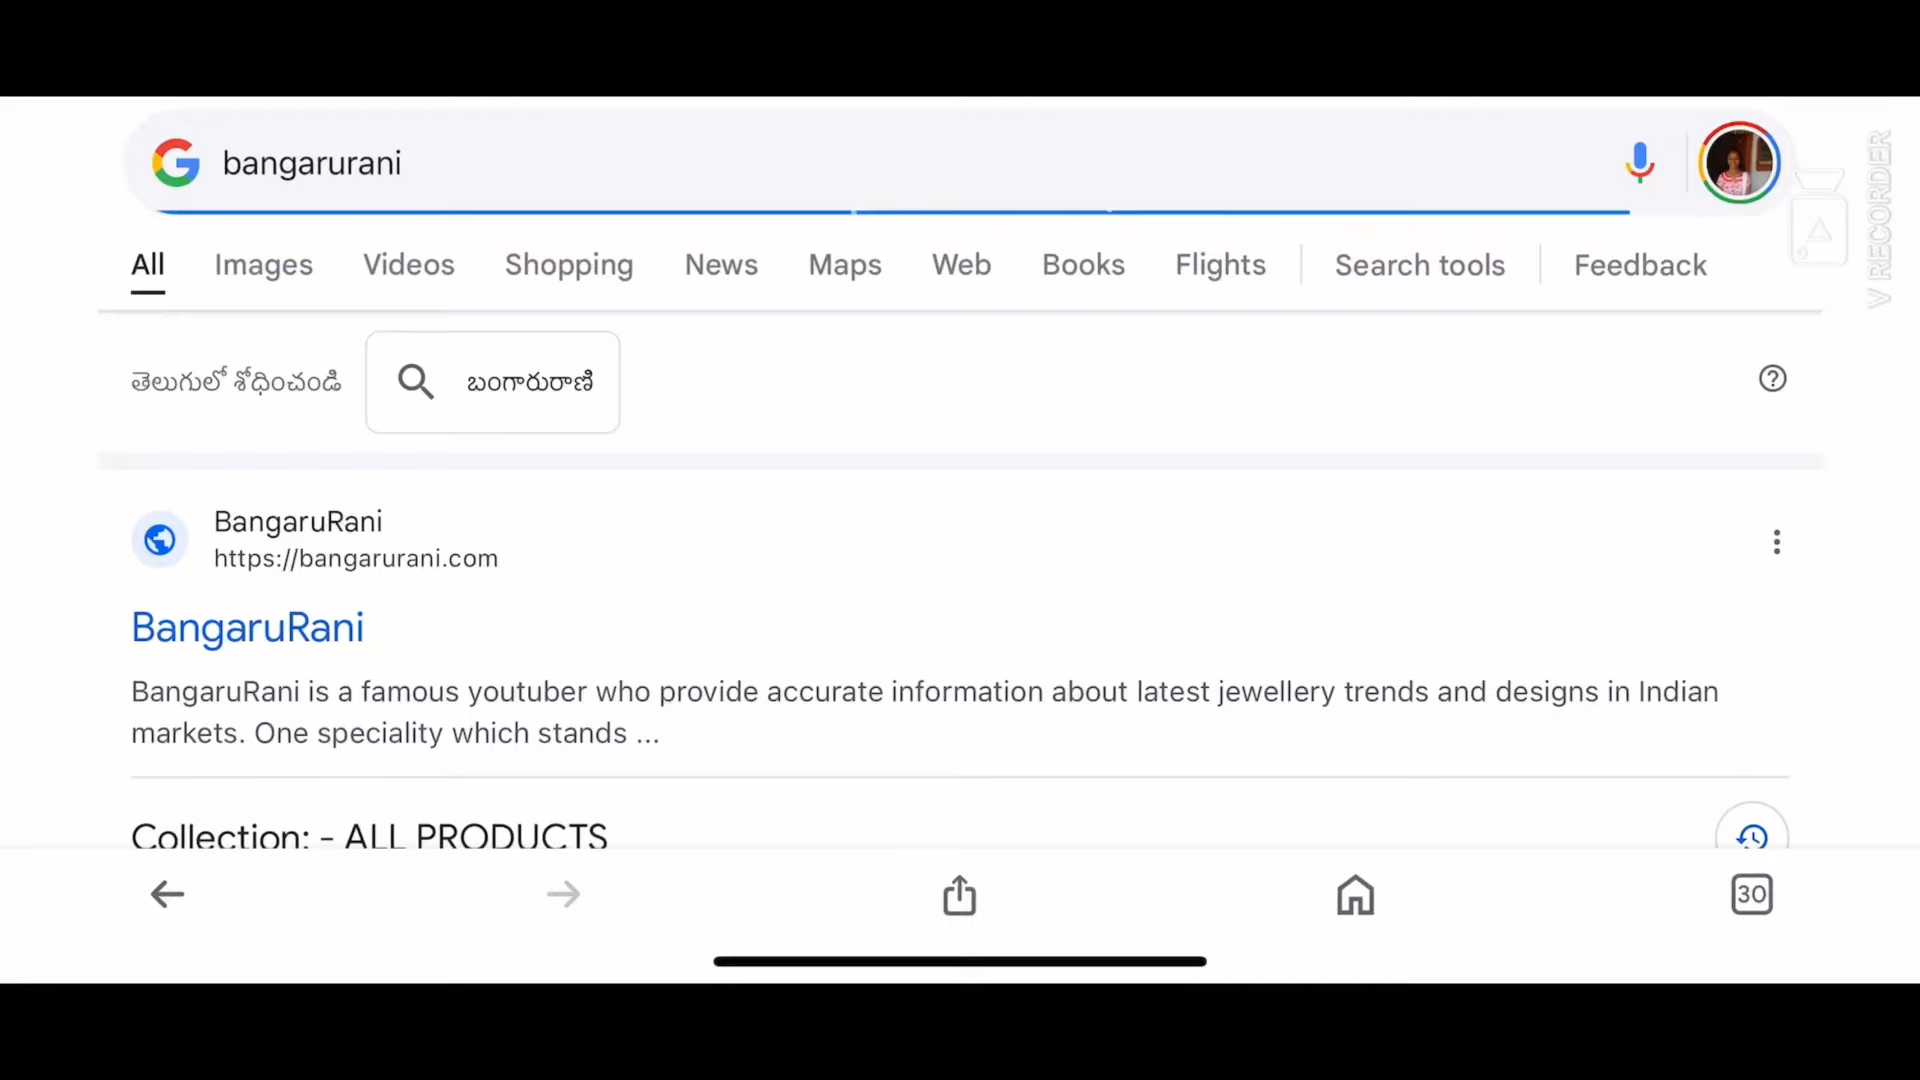 bangarurani
All Images Videos Shopping News Maps Web Books Flights Search tools Feedback
తెలుగులో శోధించండి బంగారురాణి
BangaruRani
https://bangarurani.com
BangaruRani
BangaruRani is a famous youtuber who provide accurate information about latest jewellery trends and designs in Indian
markets. One speciality which stands ...
Collection: - ALL PRODUCTS
30
V RECORDER